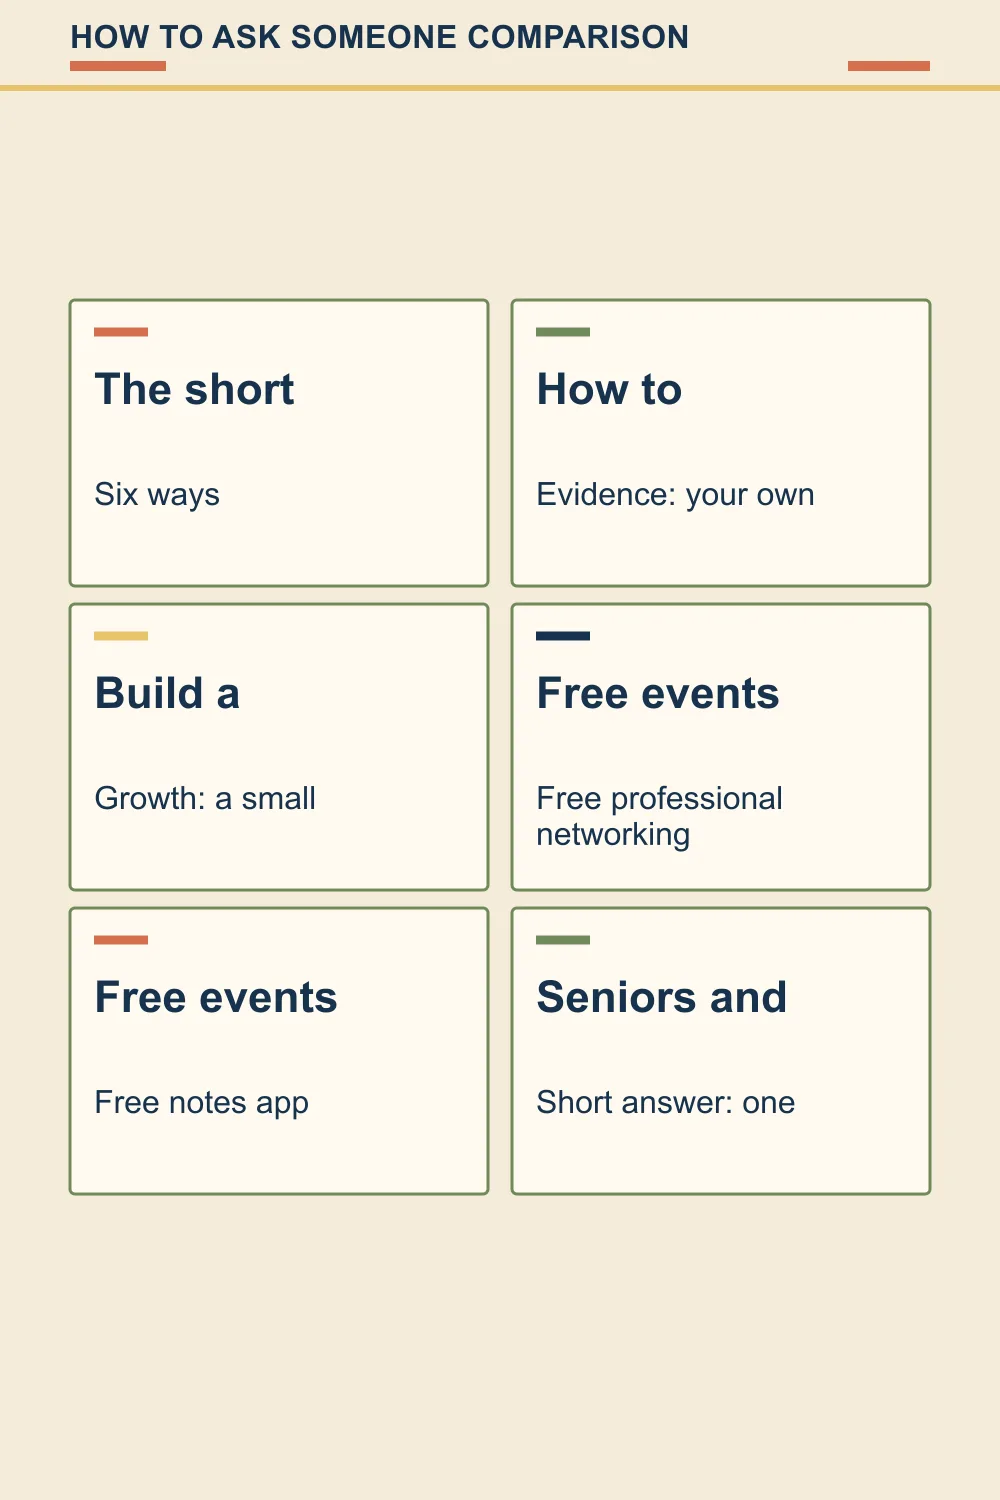 HOW TO ASK SOMEONE COMPARISON
The short
Six ways
How to
Evidence: your own
Build a
Growth: a small
Free events
Free professional
networking
Free events
Free notes app
Seniors and
Short answer: one